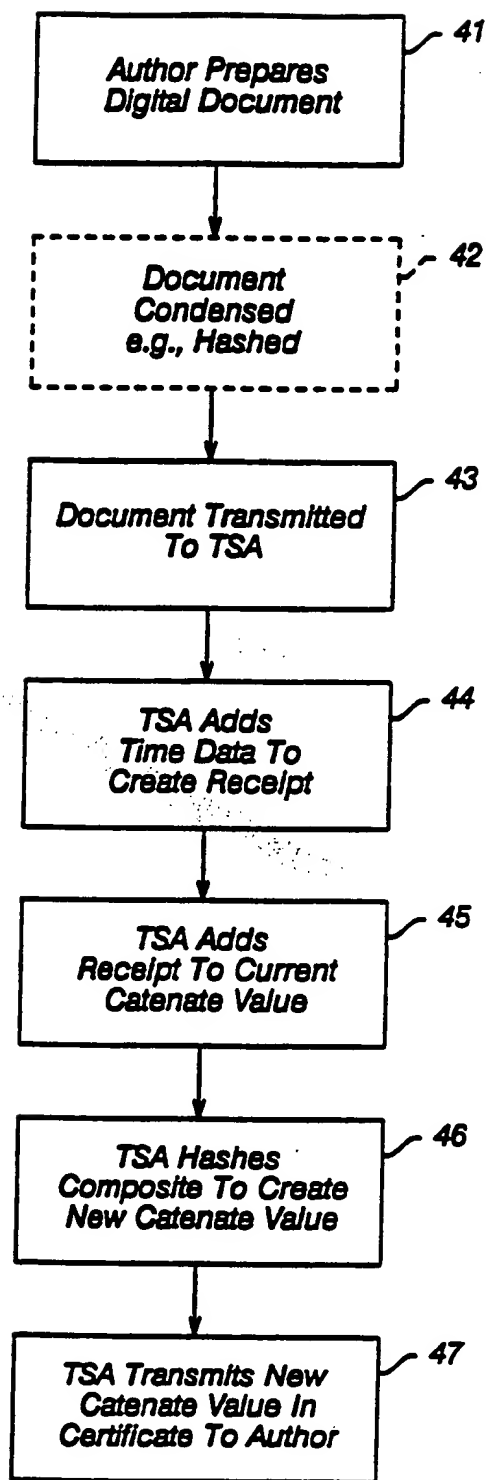 41
Author Prepares
Digital Document
42
Document
Condensed
e.g., Hashed
43
Document Transmitted
To TSA
44
TSA Adds
Time Data To
Create Receipt
45
TSA Adds
Receipt To Current
Catenate Value
46
TSA Hashes
Composite To Create
New Catenate Value
47
TSA Transmits New
Catenate Value In
Certificate To Author